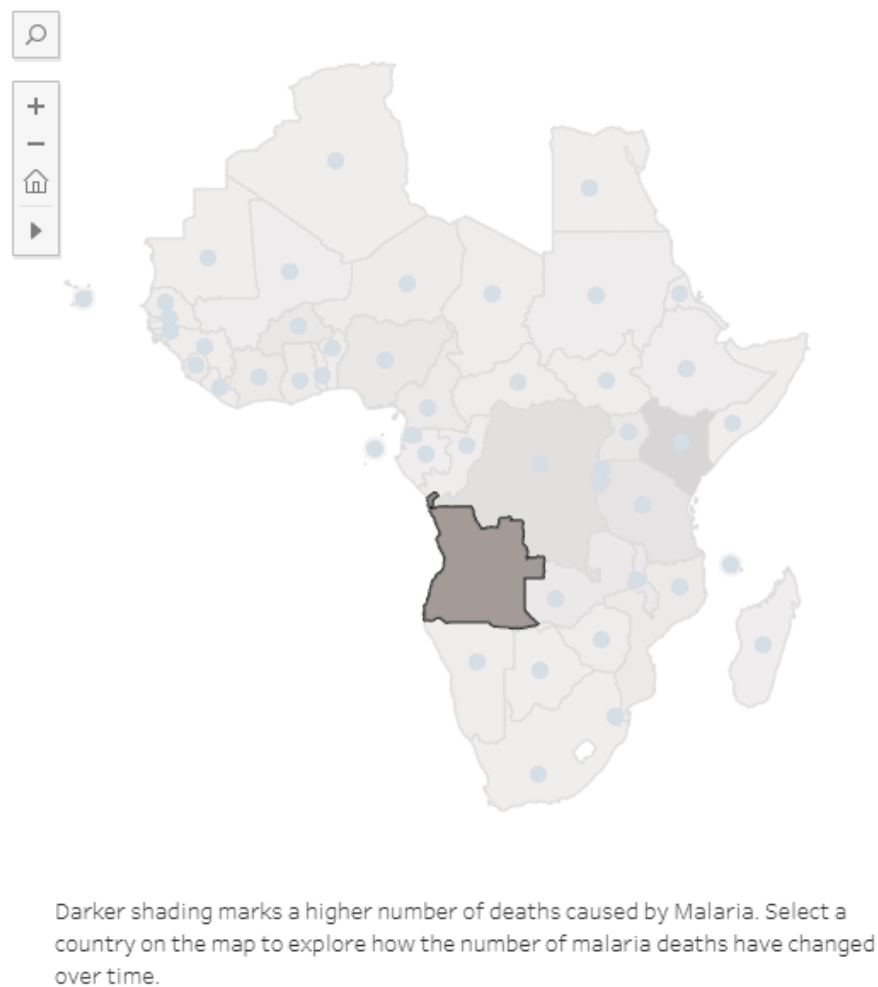 Darker shading marks a higher number of deaths caused by Malaria. Select a
country on the map to explore how the number of malaria deaths have changed
over time.